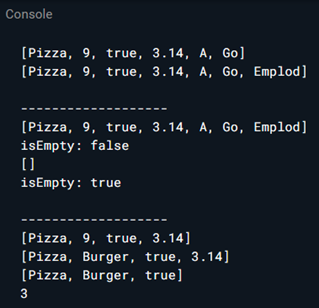 Console
[Pizza, 9, true, 3.14, A, Go]
[Pizza, 9, true, 3.14, A, Go, Emplod]
-------------------
[Pizza, 9, true, 3.14, A, Go, Emplod]
isEmpty: false
[]
isEmpty: true
-------------------
[Pizza, 9, true, 3.14]
[Pizza, Burger, true, 3.14]
[Pizza, Burger, true]
3